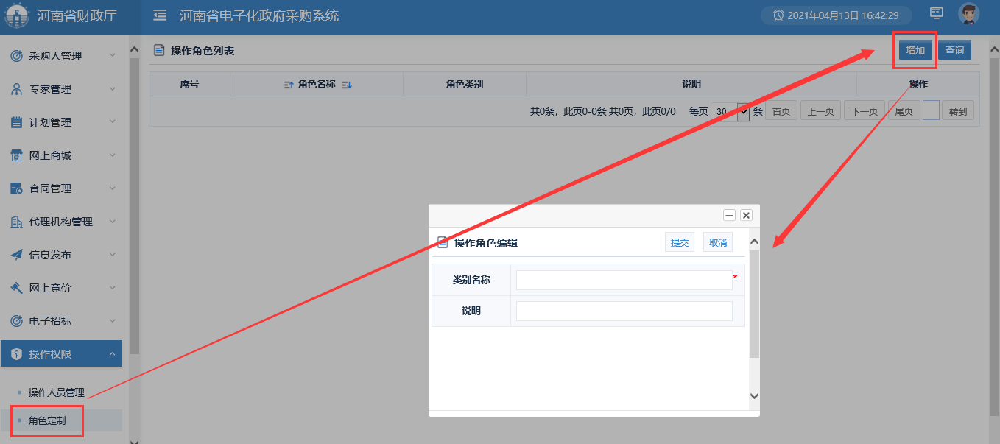 河南省财政厅
河南省电子化政府采购系统
2021年04月13日 16:42:29
采购人管理
专家管理
计划管理
网上商城
合同管理
代理机构管理
信息发布
网上竞价
电子招标
操作权限
操作人员管理
角色定制
操作角色列表
增加 查询
序号 角色名称 角色类别 说明 操作
共0条，此页0-0条 共0页，此页0/0 每页 30 条 首页 上一页 下一页 尾页 转到
操作角色编辑 提交 取消
类别名称 *
说明